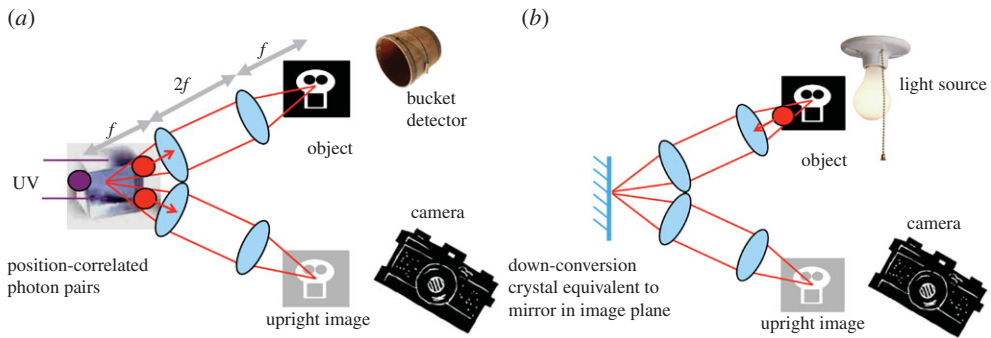 (a)
f
2f
f
bucket
detector
object
UV
camera
position-correlated
photon pairs
upright image
(b)
light source
object
camera
down-conversion
crystal equivalent to
mirror in image plane
upright image